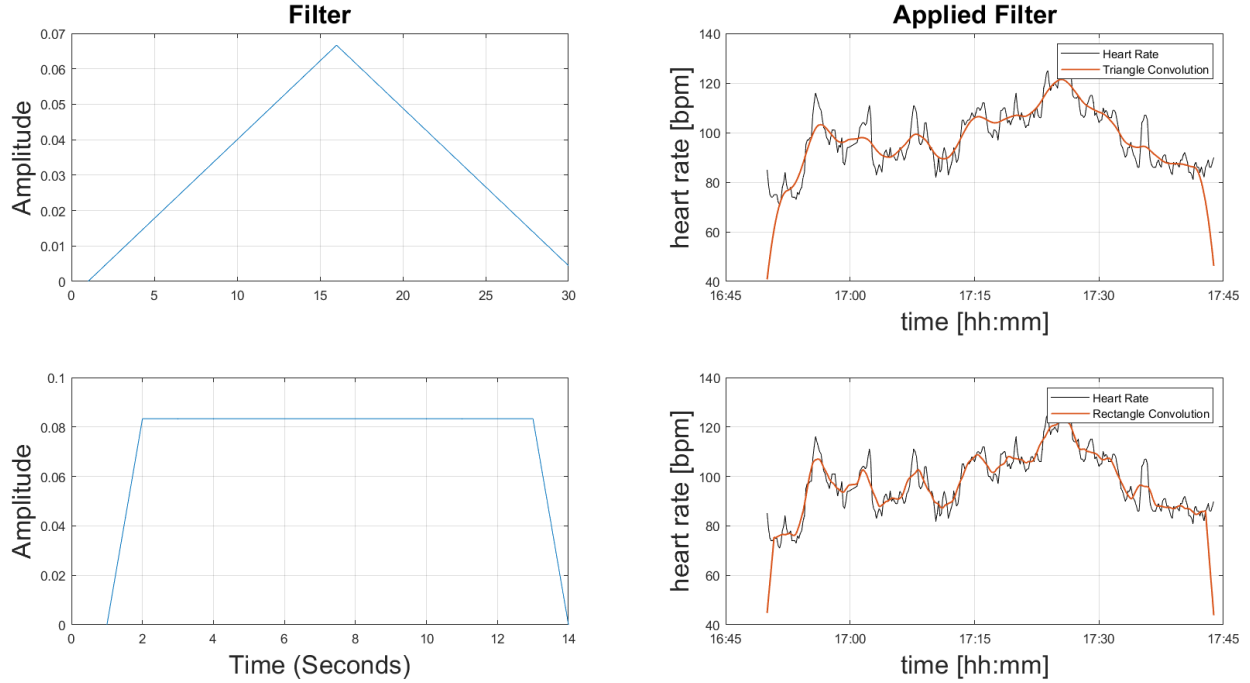 Filter
Amplitude
0.07
0.06
0.05
0.04
0.03
0.02
0.01
0
0 5 10 15 20 25 30
Applied Filter
heart rate [bpm]
140
120
100
80
60
40
Heart Rate
Triangle Convolution
16:45 17:00 17:15 17:30 17:45
time [hh:mm]
Amplitude
0.1
0.08
0.06
0.04
0.02
0
0 2 4 6 8 10 12 14
Time (Seconds)
heart rate [bpm]
140
120
100
80
60
40
Heart Rate
Rectangle Convolution
16:45 17:00 17:15 17:30 17:45
time [hh:mm]